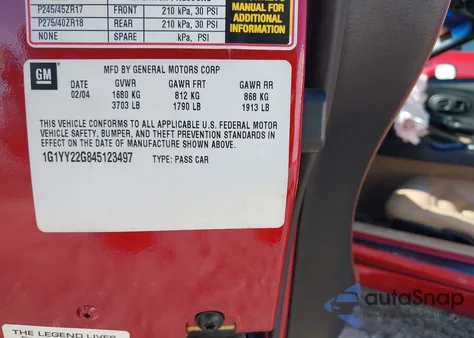 P245/45ZR17 FRONT 210 kPa, 30 PSI
P275/40ZR18 REAR 210 kPa, 30 PSI
NONE SPARE kPa, PSI
MANUAL FOR
ADDITIONAL
INFORMATION
GM
MFD BY GENERAL MOTORS CORP
DATE GVWR GAWR FRT GAWR RR
02/04 1680 KG 812 KG 868 KG
3703 LB 1790 LB 1913 LB
THIS VEHICLE CONFORMS TO ALL APPLICABLE U.S. FEDERAL MOTOR
VEHICLE SAFETY, BUMPER, AND THEFT PREVENTION STANDARDS IN
EFFECT ON THE DATE OF MANUFACTURE SHOWN ABOVE.
1G1YY22G845123497 TYPE: PASS CAR
THE LEGEND LIVES
autoSnap